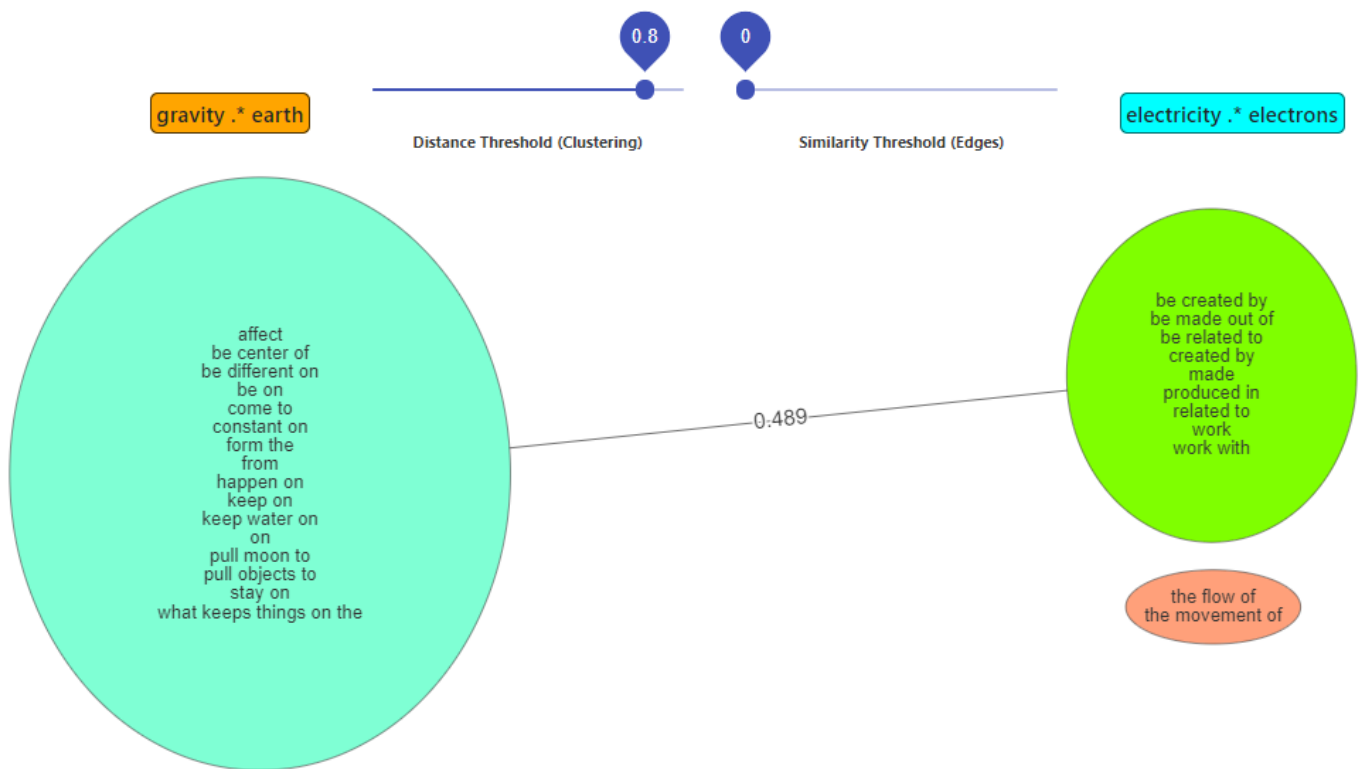 0.8
0
gravity .* earth
Distance Threshold (Clustering)
Similarity Threshold (Edges)
electricity .* electrons
affect
be center of
be different on
be on
come to
constant on
form the
from
happen on
keep on
keep water on
on
pull moon to
pull objects to
stay on
what keeps things on the
0.489
be created by
be made out of
be related to
created by
made
produced in
related to
work
work with
the flow of
the movement of